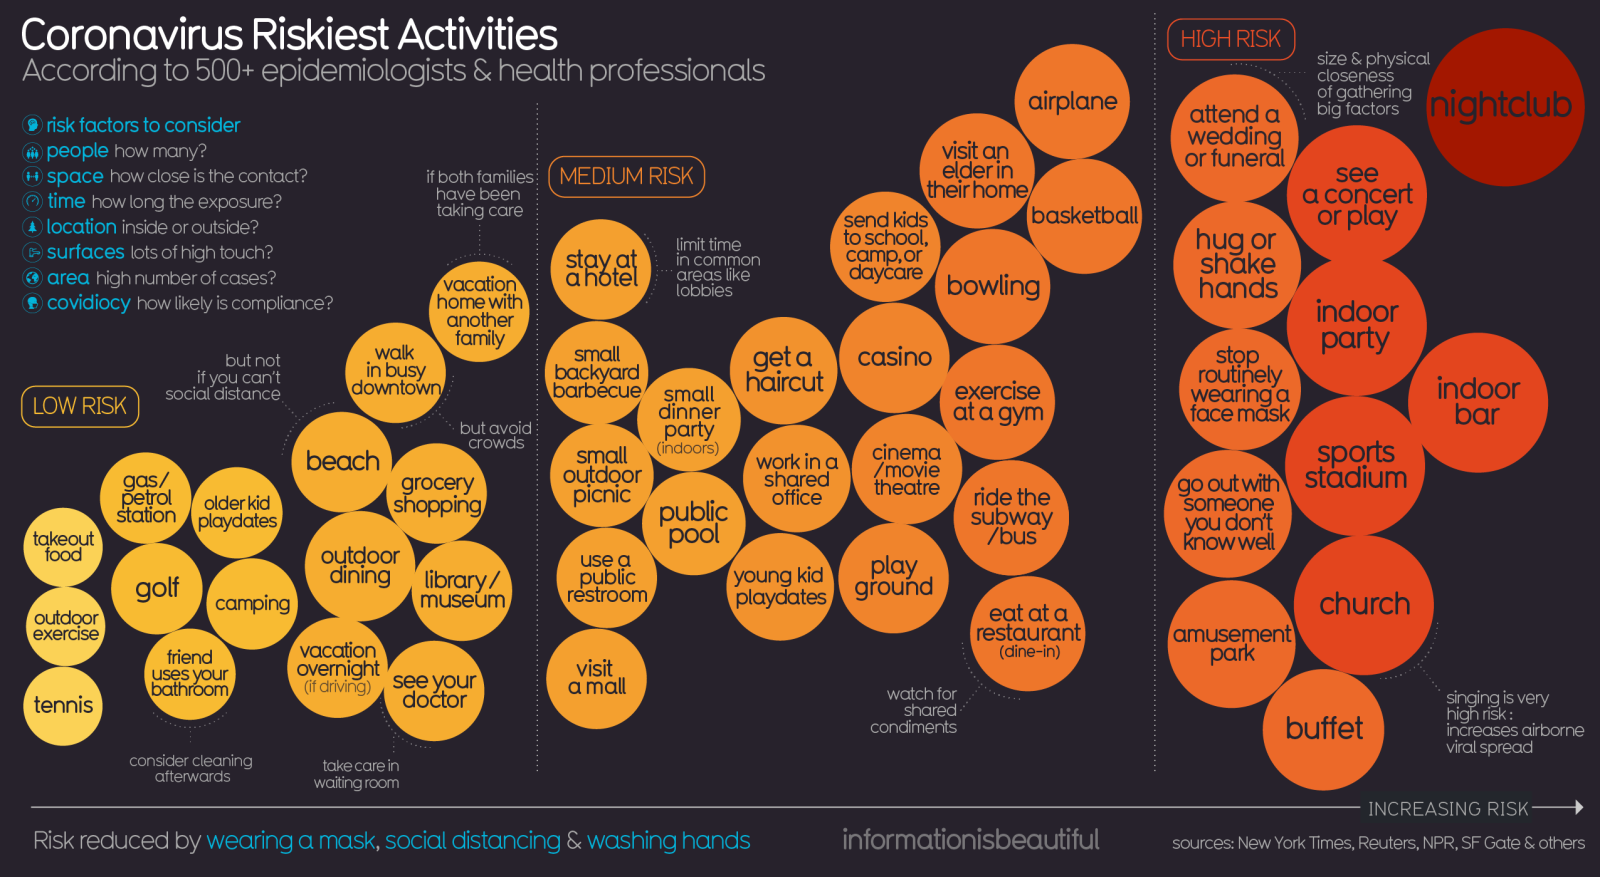 Coronavirus Riskiest Activities
According to 500+ epidemiologists & health professionals
risk factors to consider
people how many?
space how close is the contact?
time how long the exposure?
location inside or outside?
surfaces lots of high touch?
area high number of cases?
covidiocy how likely is compliance?
LOW RISK
takeout
food
outdoor
exercise
tennis
gas/
petrol
station
older kid
playdates
golf
camping
friend
uses your
bathroom
consider cleaning
afterwards
but not
if you can't
social distance
beach
walk
in busy
downtown
but avoid
crowds
if both families
have been
taking care
vacation
home with
another
family
grocery
shopping
outdoor
dining
library/
museum
vacation
overnight
(if driving)
see your
doctor
take care in
waiting room
MEDIUM RISK
stay at
a hotel
limit time
in common
areas like
lobbies
small
backyard
barbecue
small
outdoor
picnic
use a
public
restroom
visit
a mall
small
dinner
party
(indoors)
public
pool
get a
haircut
work in a
shared
office
young kid
playdates
send kids
to school,
camp, or
daycare
casino
cinema
/movie
theatre
play
ground
visit an
elder in
their home
bowling
exercise
at a gym
ride the
subway
/bus
eat at a
restaurant
(dine-in)
watch for
shared
condiments
airplane
basketball
HIGH RISK
size & physical
closeness
of gathering
big factors
attend a
wedding
or funeral
hug or
shake
hands
stop
routinely
wearing a
face mask
go out with
someone
you don't
know well
amusement
park
buffet
see
a concert
or play
indoor
party
sports
stadium
church
singing is very
high risk :
increases airborne
viral spread
indoor
bar
nightclub
INCREASING RISK
Risk reduced by wearing a mask, social distancing & washing hands
informationisbeautiful
sources: New York Times, Reuters, NPR, SF Gate & others